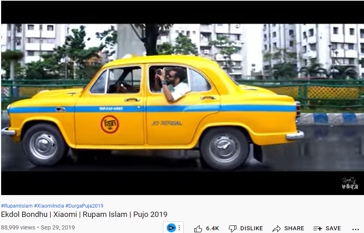 NO REFUSAL
#RupamIslam #XiaomiIndia #DurgaPuja2019
Ekdol Bondhu | Xiaomi | Rupam Islam | Pujo 2019
88,999 views • Sep 29, 2019
6.4K
DISLIKE
SHARE
SAVE